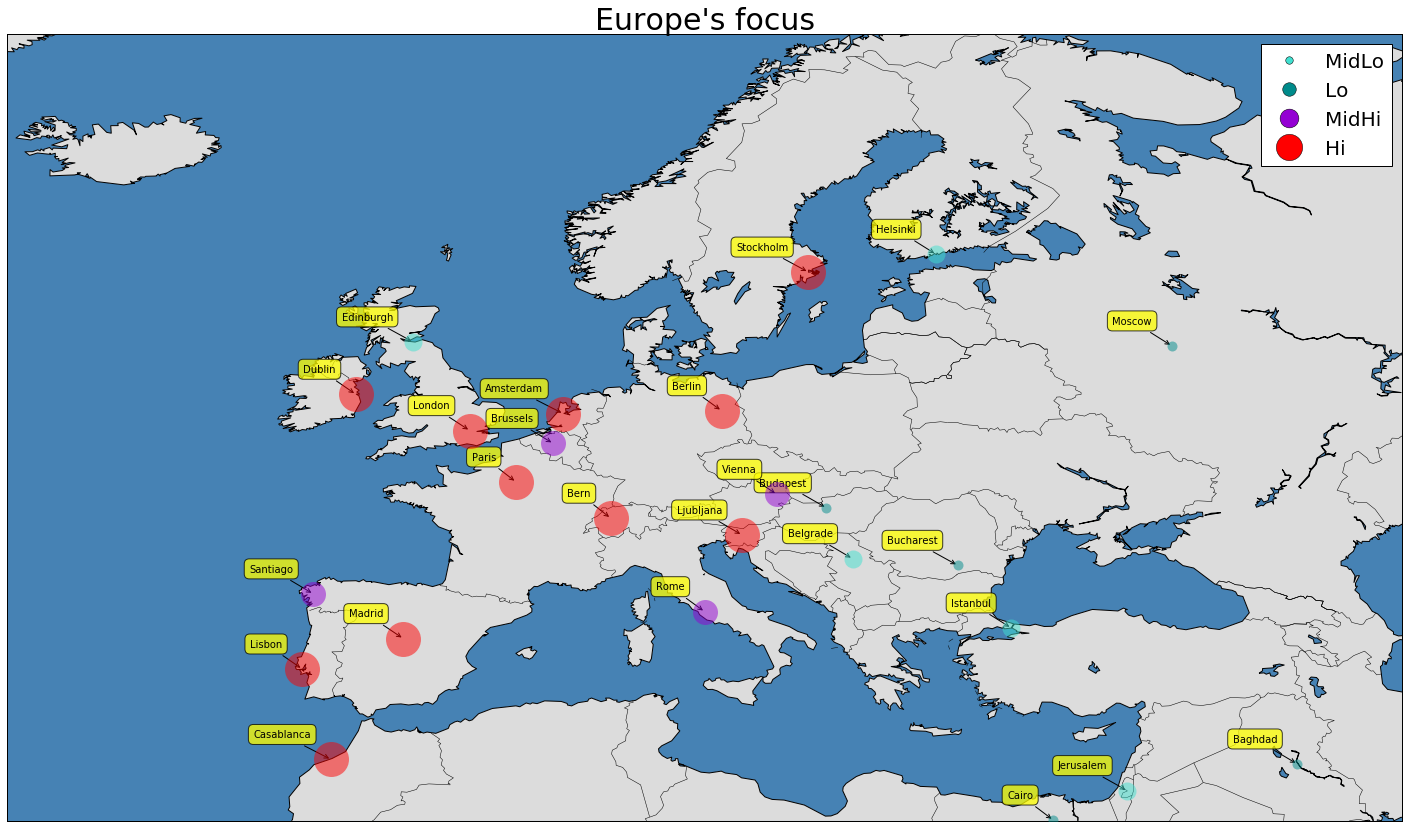 Europe's focus
MidLo
Lo
MidHi
Hi
Helsinki
Stockholm
Edinburgh
Moscow
Dublin
Amsterdam
Berlin
London
Brussels
Paris
Vienna
Budapest
Bern
Ljubljana
Belgrade
Bucharest
Santiago
Rome
Istanbul
Madrid
Lisbon
Casablanca
Baghdad
Jerusalem
Cairo